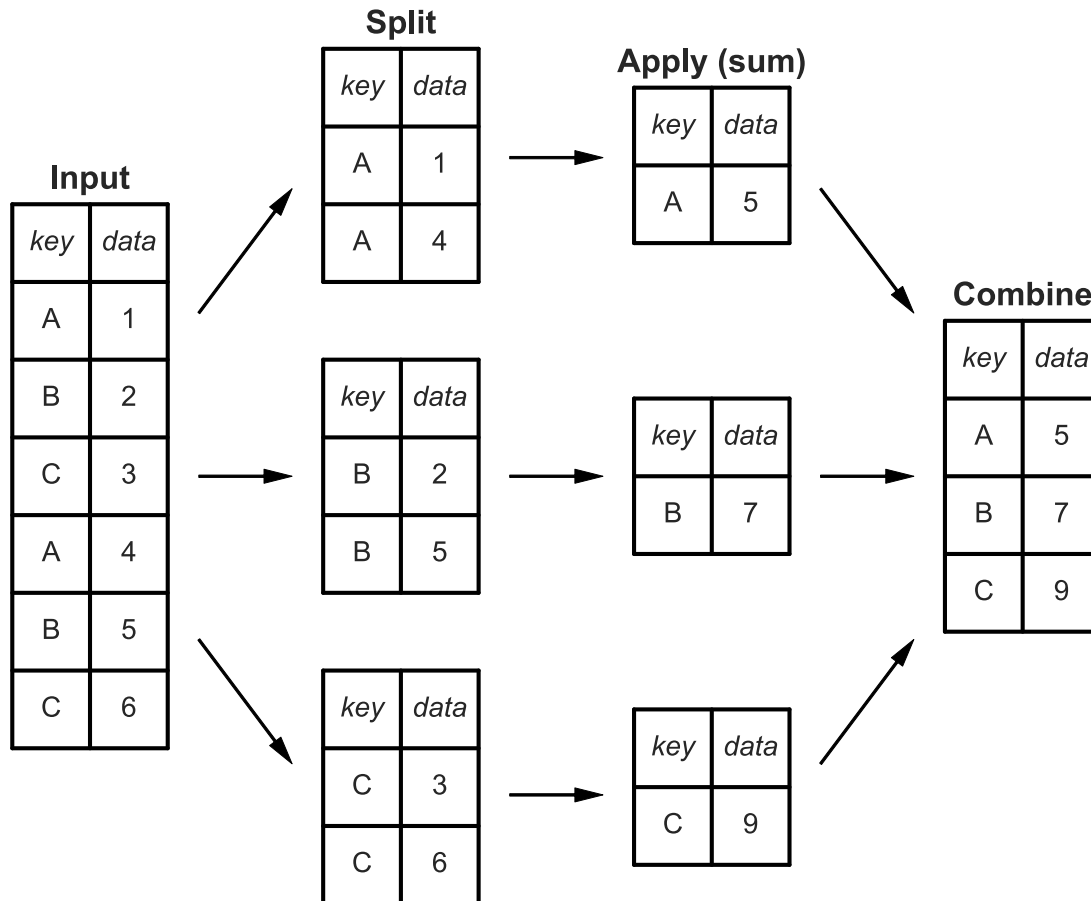 Input
key data
A 1
B 2
C 3
A 4
B 5
C 6
Split
key data
A 1
A 4
key data
B 2
B 5
key data
C 3
C 6
Apply (sum)
key data
A 5
key data
B 7
key data
C 9
Combine
key data
A 5
B 7
C 9